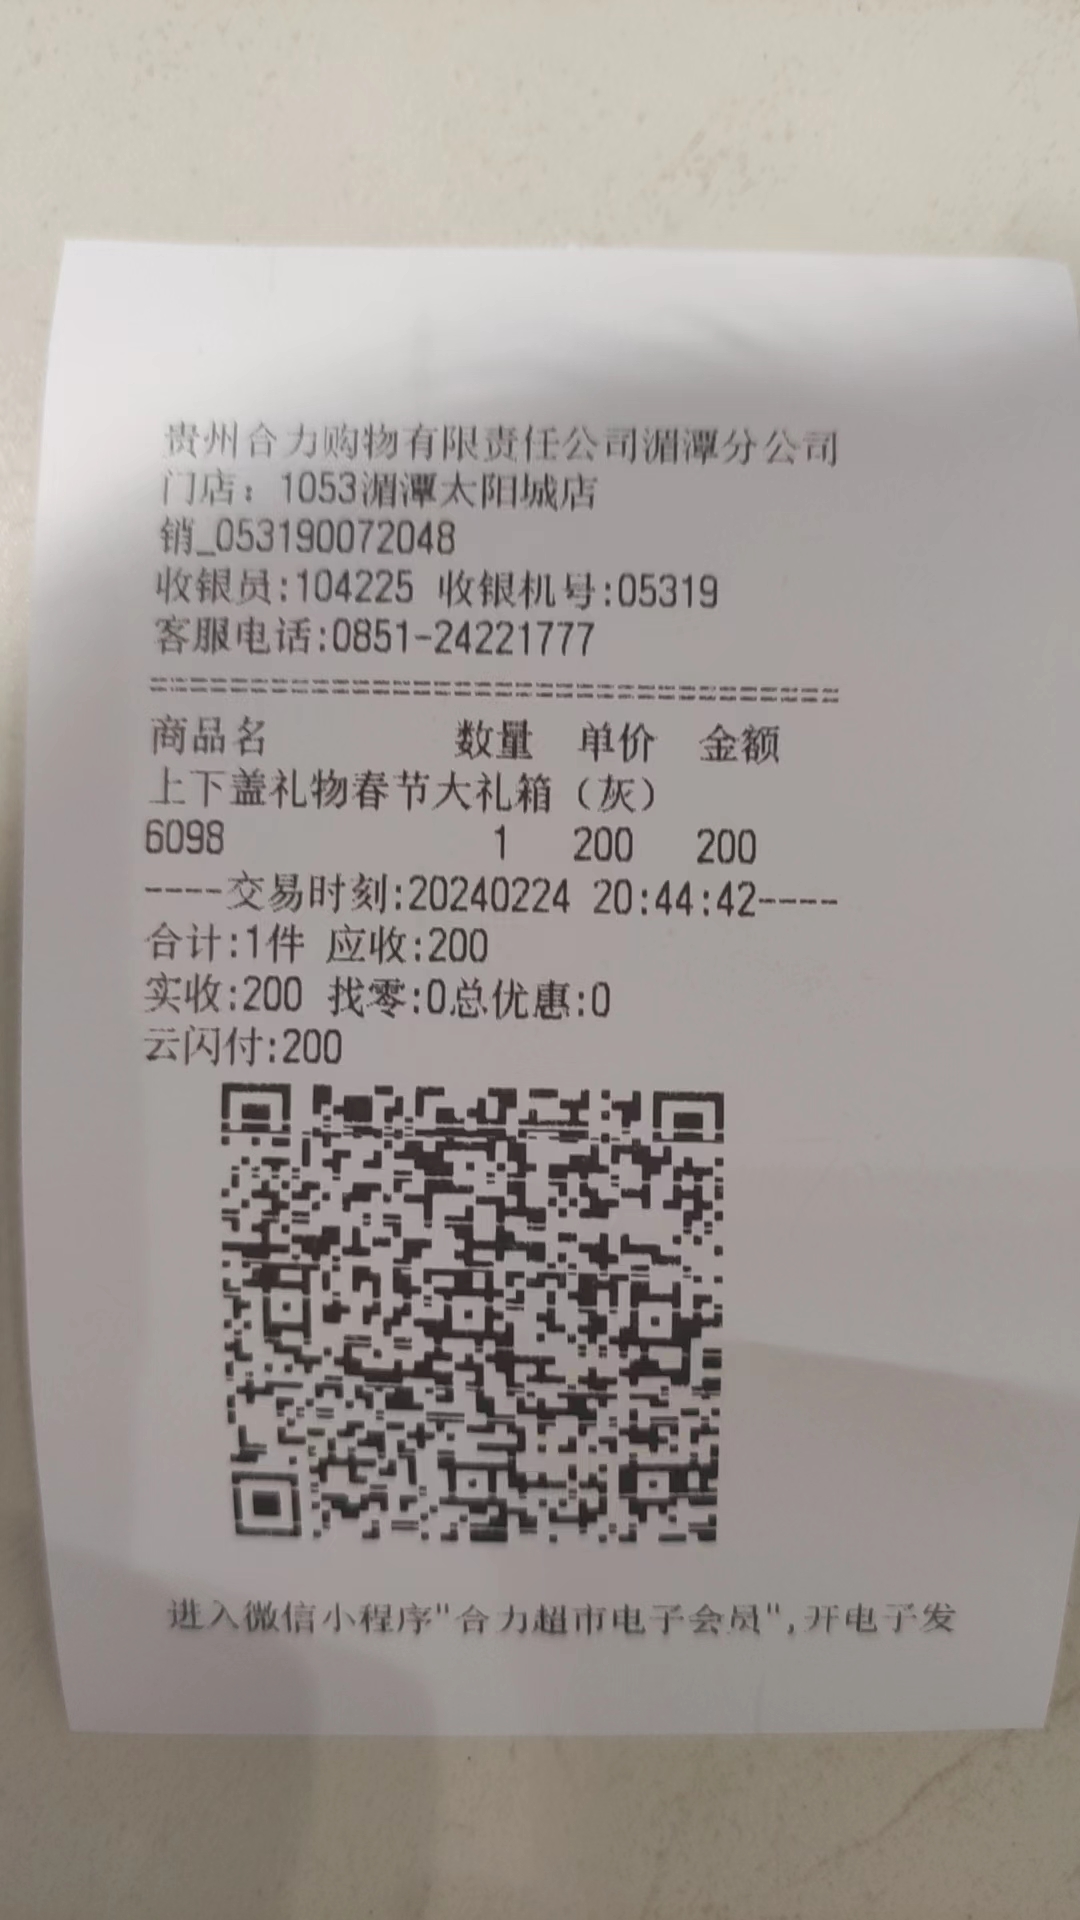 贵州合力购物有限责任公司湄潭分公司
门店：1053湄潭太阳城店
销_053190072048
收银员:104225 收银机号:05319
客服电话:0851-24221777
商品名 数量 单价 金额
上下盖礼物春节大礼箱（灰）
6098 1 200 200
----交易时刻:20240224 20:44:42----
合计:1件 应收:200
实收:200 找零:0总优惠:0
云闪付:200
进入微信小程序"合力超市电子会员",开电子发